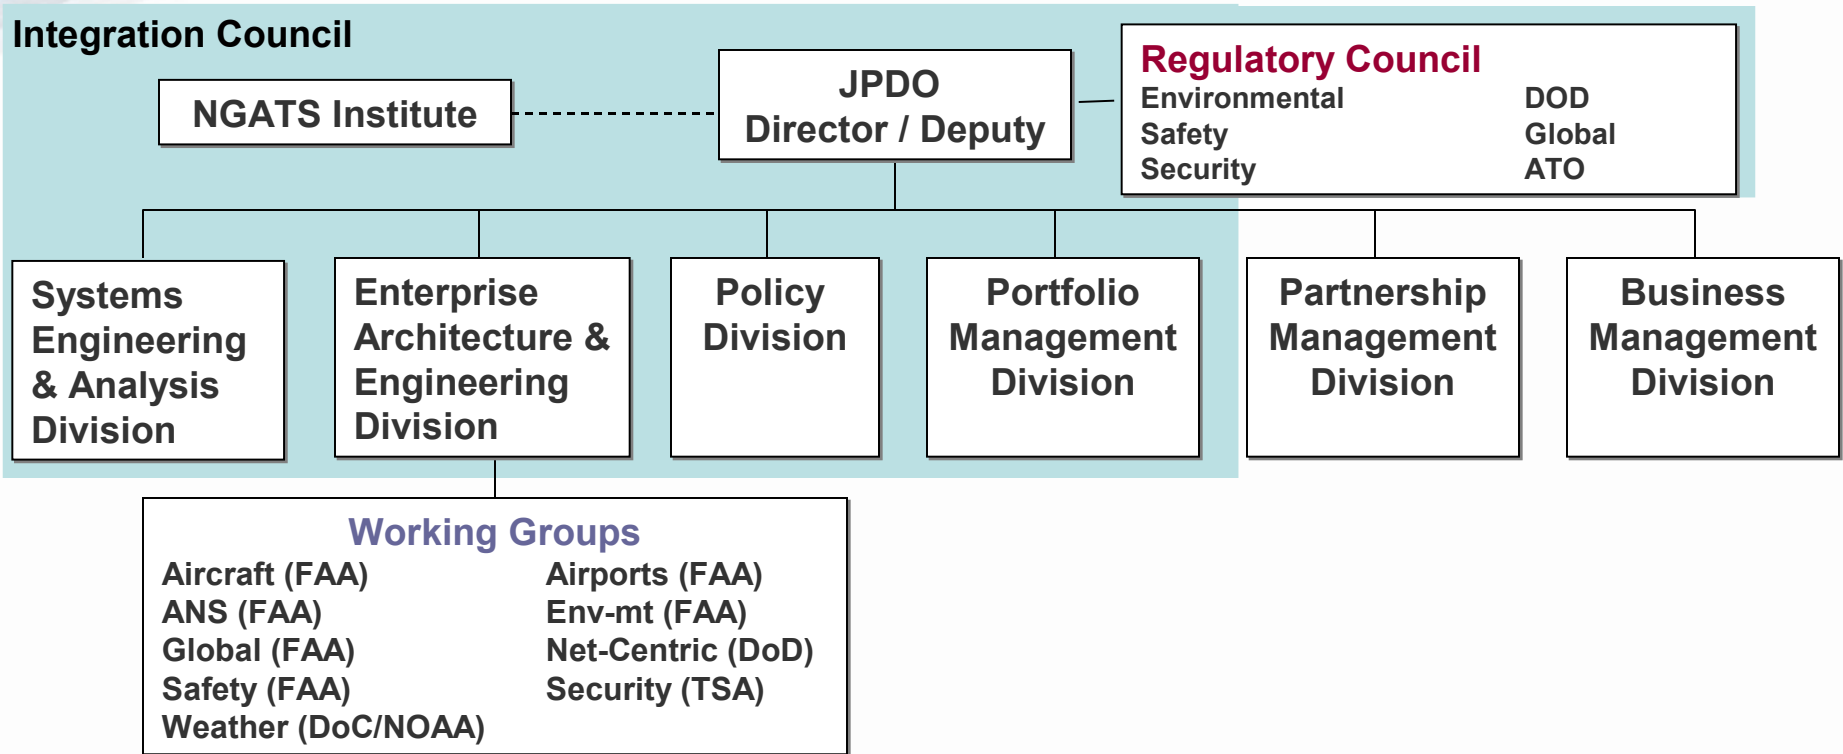 Integration Council
NGATS Institute
JPDO
Director / Deputy
Regulatory Council
Environmental DOD
Safety Global
Security ATO
Systems
Engineering
& Analysis
Division
Enterprise
Architecture &
Engineering
Division
Policy
Division
Portfolio
Management
Division
Partnership
Management
Division
Business
Management
Division
Working Groups
Aircraft (FAA) Airports (FAA)
ANS (FAA) Env-mt (FAA)
Global (FAA) Net-Centric (DoD)
Safety (FAA) Security (TSA)
Weather (DoC/NOAA)